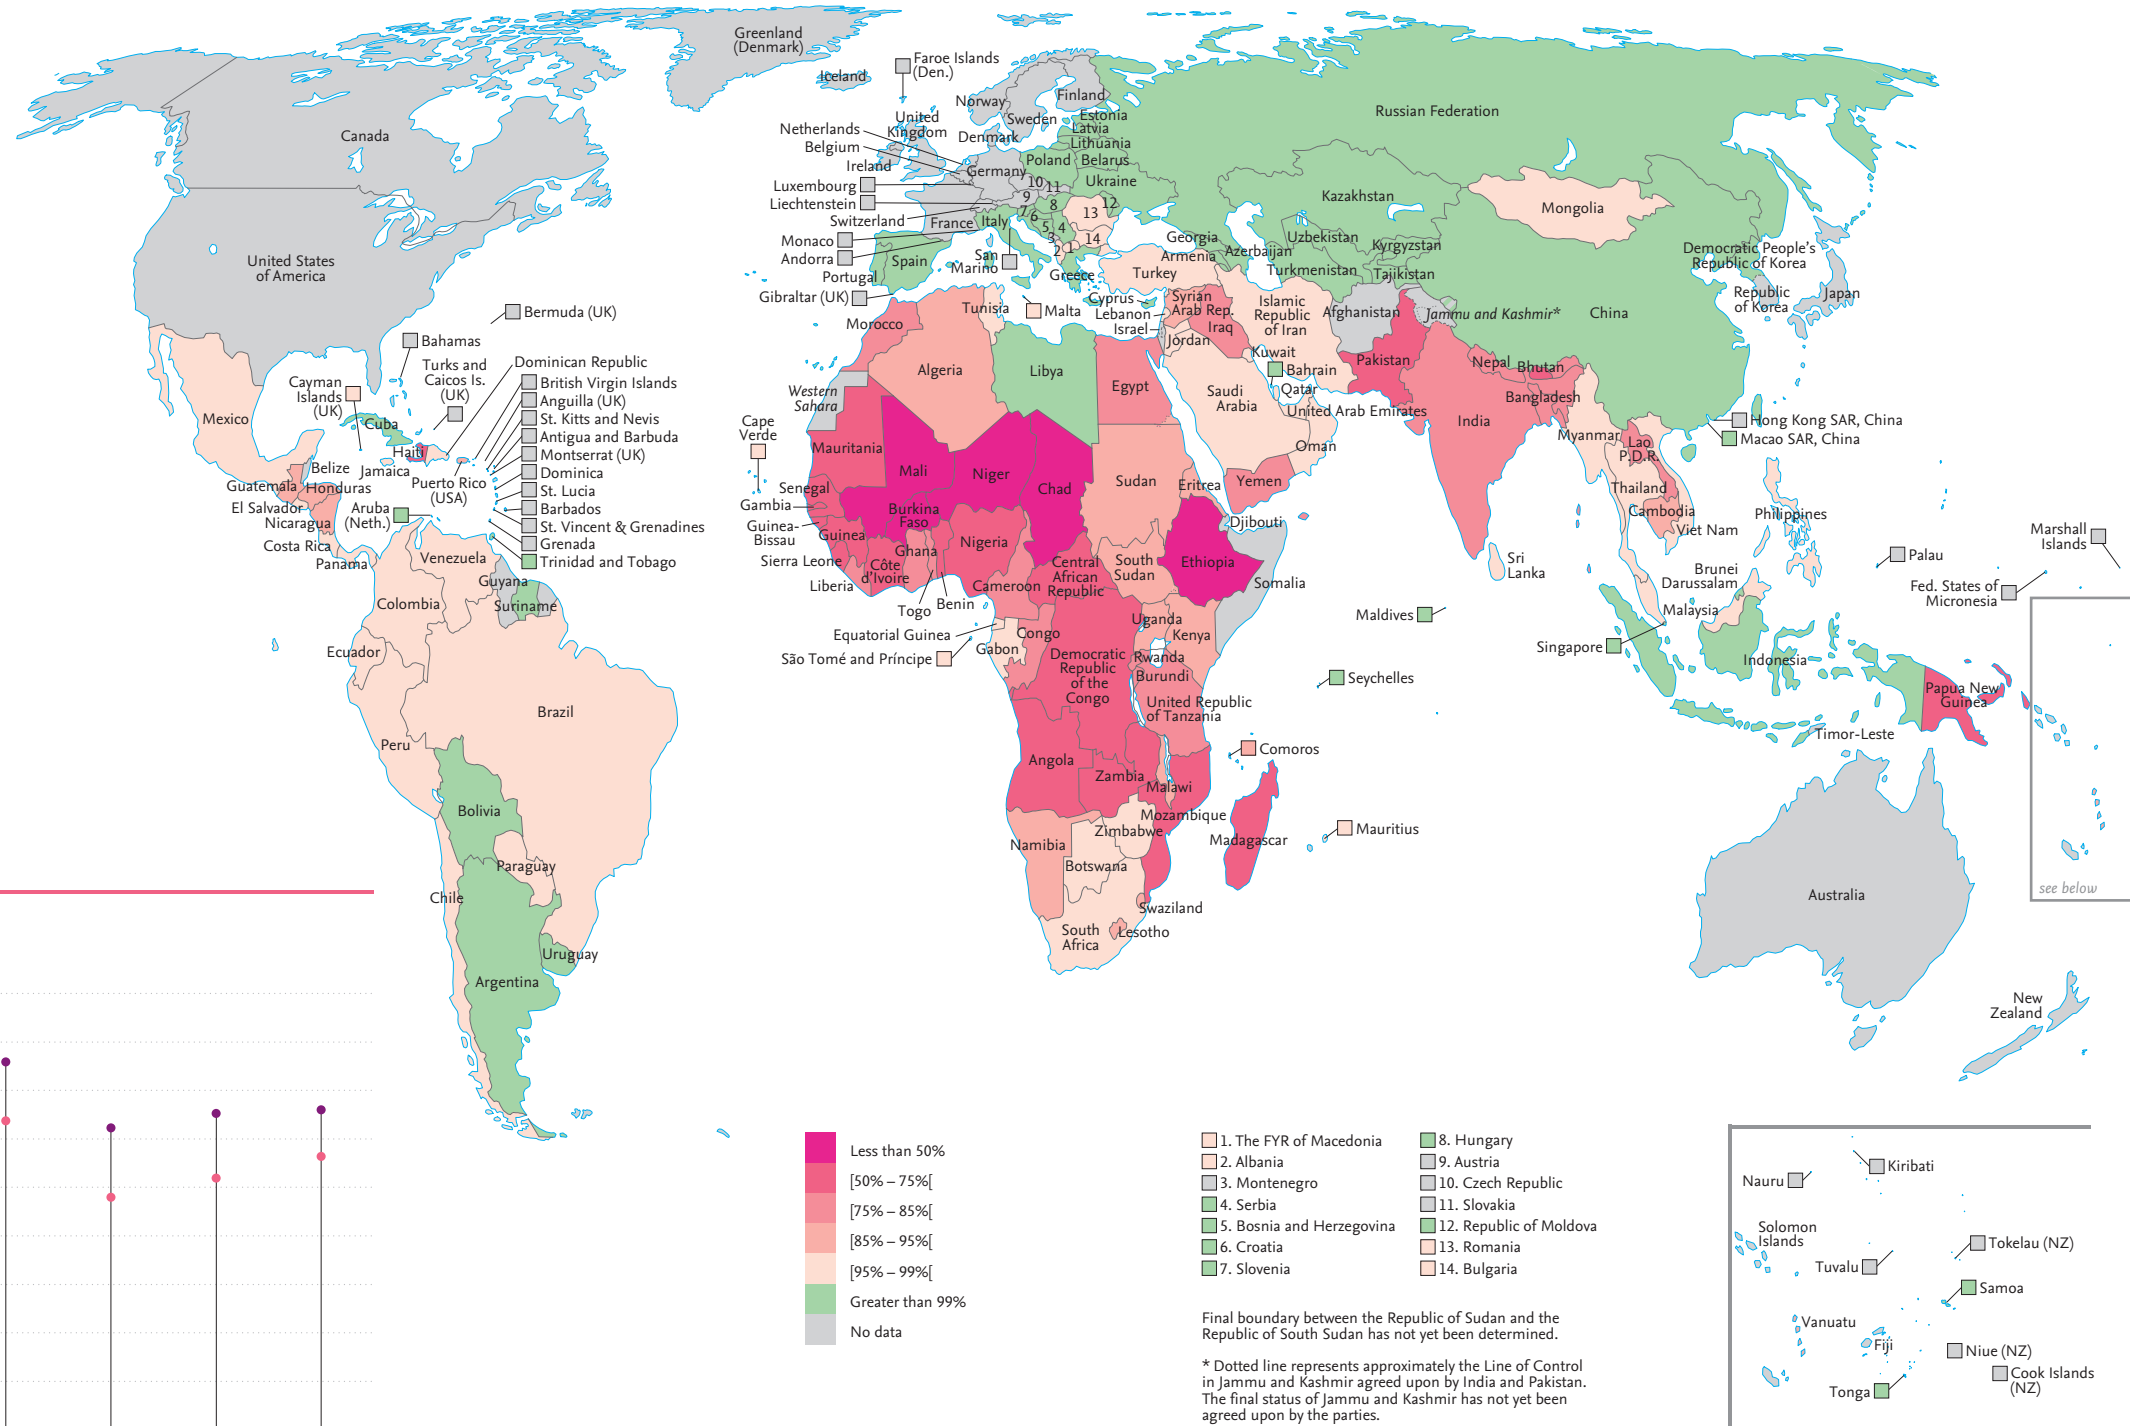 Greenland
(Denmark)
Iceland
Faroe Islands
(Den.)
Canada
United States
of America
Mexico
Bermuda (UK)
Bahamas
Turks and
Caicos Is.
(UK)
Cayman
Islands
(UK)
Cuba
Haiti
Jamaica
Belize
Guatemala
Honduras
El Salvador
Nicaragua
Costa Rica
Panama
Puerto Rico
(USA)
Aruba
(Neth.)
Dominican Republic
British Virgin Islands
Anguilla (UK)
St. Kitts and Nevis
Antigua and Barbuda
Montserrat (UK)
Dominica
St. Lucia
Barbados
St. Vincent & Grenadines
Grenada
Trinidad and Tobago
Venezuela
Guyana
Suriname
Colombia
Ecuador
Brazil
Peru
Bolivia
Paraguay
Chile
Uruguay
Argentina
Norway
Finland
Sweden
Estonia
Latvia
Lithuania
United
Kingdom
Denmark
Netherlands
Belgium
Ireland
Germany
Poland
Belarus
Ukraine
Luxembourg
Liechtenstein
Switzerland
France
Italy
Monaco
Andorra
Portugal
Spain
San
Marino
Gibraltar (UK)
Greece
10
11
9
8
7
6
5
4
3
2
1
12
13
14
Russian Federation
Kazakhstan
Mongolia
Georgia
Armenia
Azerbaijan
Uzbekistan
Turkmenistan
Kyrgyzstan
Tajikistan
Turkey
Malta
Cyprus
Lebanon
Israel
Syrian
Arab Rep.
Iraq
Jordan
Islamic
Republic
of Iran
Afghanistan
Jammu and Kashmir*
China
Democratic People's
Republic of Korea
Republic
of Korea
Japan
Kuwait
Bahrain
Qatar
Saudi
Arabia
United Arab Emirates
Oman
Yemen
Pakistan
Nepal
Bhutan
Bangladesh
India
Myanmar
Lao
P.D.R.
Thailand
Cambodia
Viet Nam
Philippines
Hong Kong SAR, China
Macao SAR, China
Sri
Lanka
Maldives
Brunei
Darussalam
Malaysia
Singapore
Indonesia
Timor-Leste
Papua New
Guinea
Palau
Marshall
Islands
Fed. States of
Micronesia
Morocco
Tunisia
Algeria
Libya
Egypt
Western
Sahara
Cape
Verde
Mauritania
Mali
Niger
Chad
Sudan
Eritrea
Djibouti
Senegal
Gambia
Guinea-
Bissau
Guinea
Sierra Leone
Liberia
Burkina
Faso
Côte
d'Ivoire
Ghana
Togo
Benin
Nigeria
Cameroon
Central
African
Republic
South
Sudan
Ethiopia
Somalia
Equatorial Guinea
São Tomé and Príncipe
Gabon
Congo
Democratic
Republic
of the
Congo
Uganda
Kenya
Rwanda
Burundi
United Republic
of Tanzania
Seychelles
Comoros
Angola
Zambia
Malawi
Mozambique
Zimbabwe
Namibia
Botswana
Madagascar
Mauritius
Swaziland
Lesotho
South
Africa
Australia
New
Zealand
see below
Less than 50%
[50% – 75%[
[75% – 85%[
[85% – 95%[
[95% – 99%[
Greater than 99%
No data
1. The FYR of Macedonia
2. Albania
3. Montenegro
4. Serbia
5. Bosnia and Herzegovina
6. Croatia
7. Slovenia
8. Hungary
9. Austria
10. Czech Republic
11. Slovakia
12. Republic of Moldova
13. Romania
14. Bulgaria
Final boundary between the Republic of Sudan and the
Republic of South Sudan has not yet been determined.
* Dotted line represents approximately the Line of Control
in Jammu and Kashmir agreed upon by India and Pakistan.
The final status of Jammu and Kashmir has not yet been
agreed upon by the parties.
Nauru
Kiribati
Solomon
Islands
Tokelau (NZ)
Tuvalu
Samoa
Vanuatu
Fiji
Niue (NZ)
Cook Islands
(NZ)
Tonga